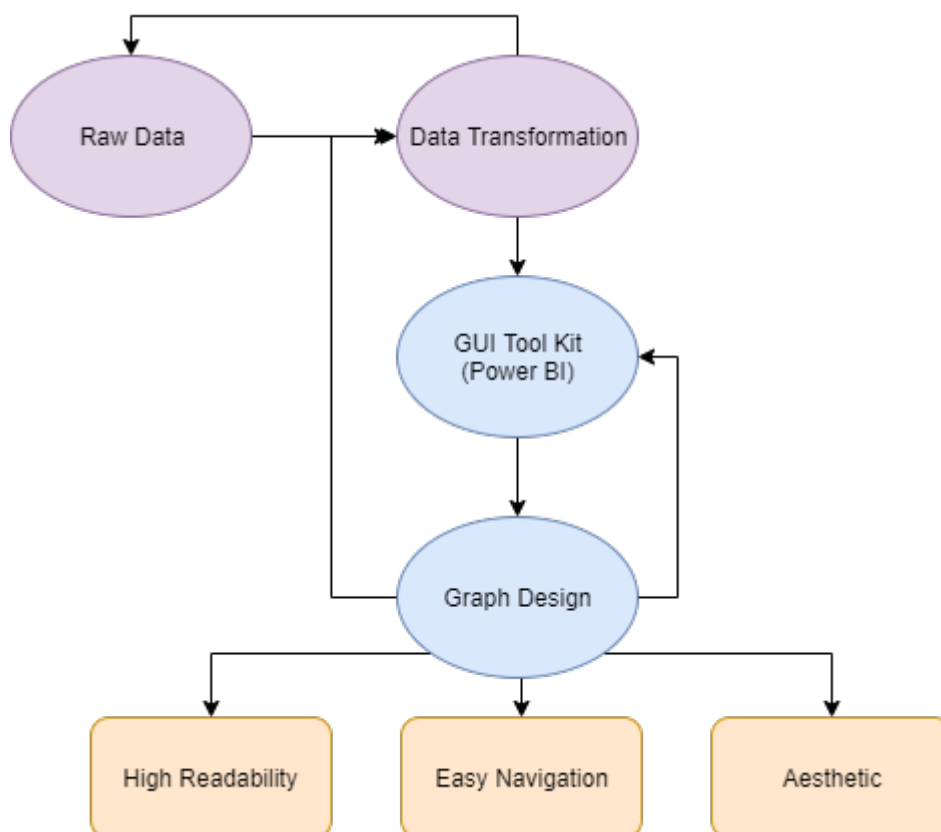 Raw Data
Data Transformation
GUI Tool Kit
(Power BI)
Graph Design
High Readability
Easy Navigation
Aesthetic